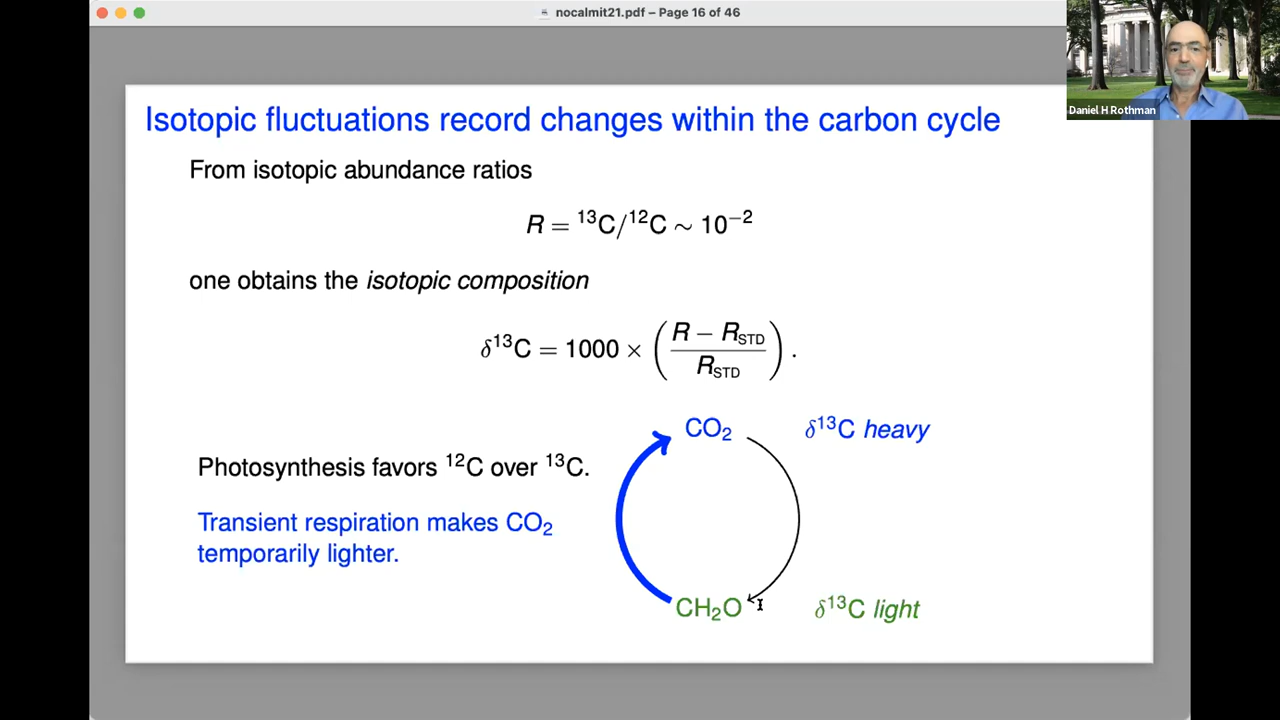 nocalmit21.pdf – Page 16 of 46
Daniel H Rothman
Isotopic fluctuations record changes within the carbon cycle
From isotopic abundance ratios
R = ¹³C/¹²C ∼ 10⁻²
one obtains the isotopic composition
δ¹³C = 1000 × ( (R − R_STD) / R_STD ) .
CO₂ δ¹³C heavy
Photosynthesis favors ¹²C over ¹³C.
Transient respiration makes CO₂
temporarily lighter.
CH₂O δ¹³C light